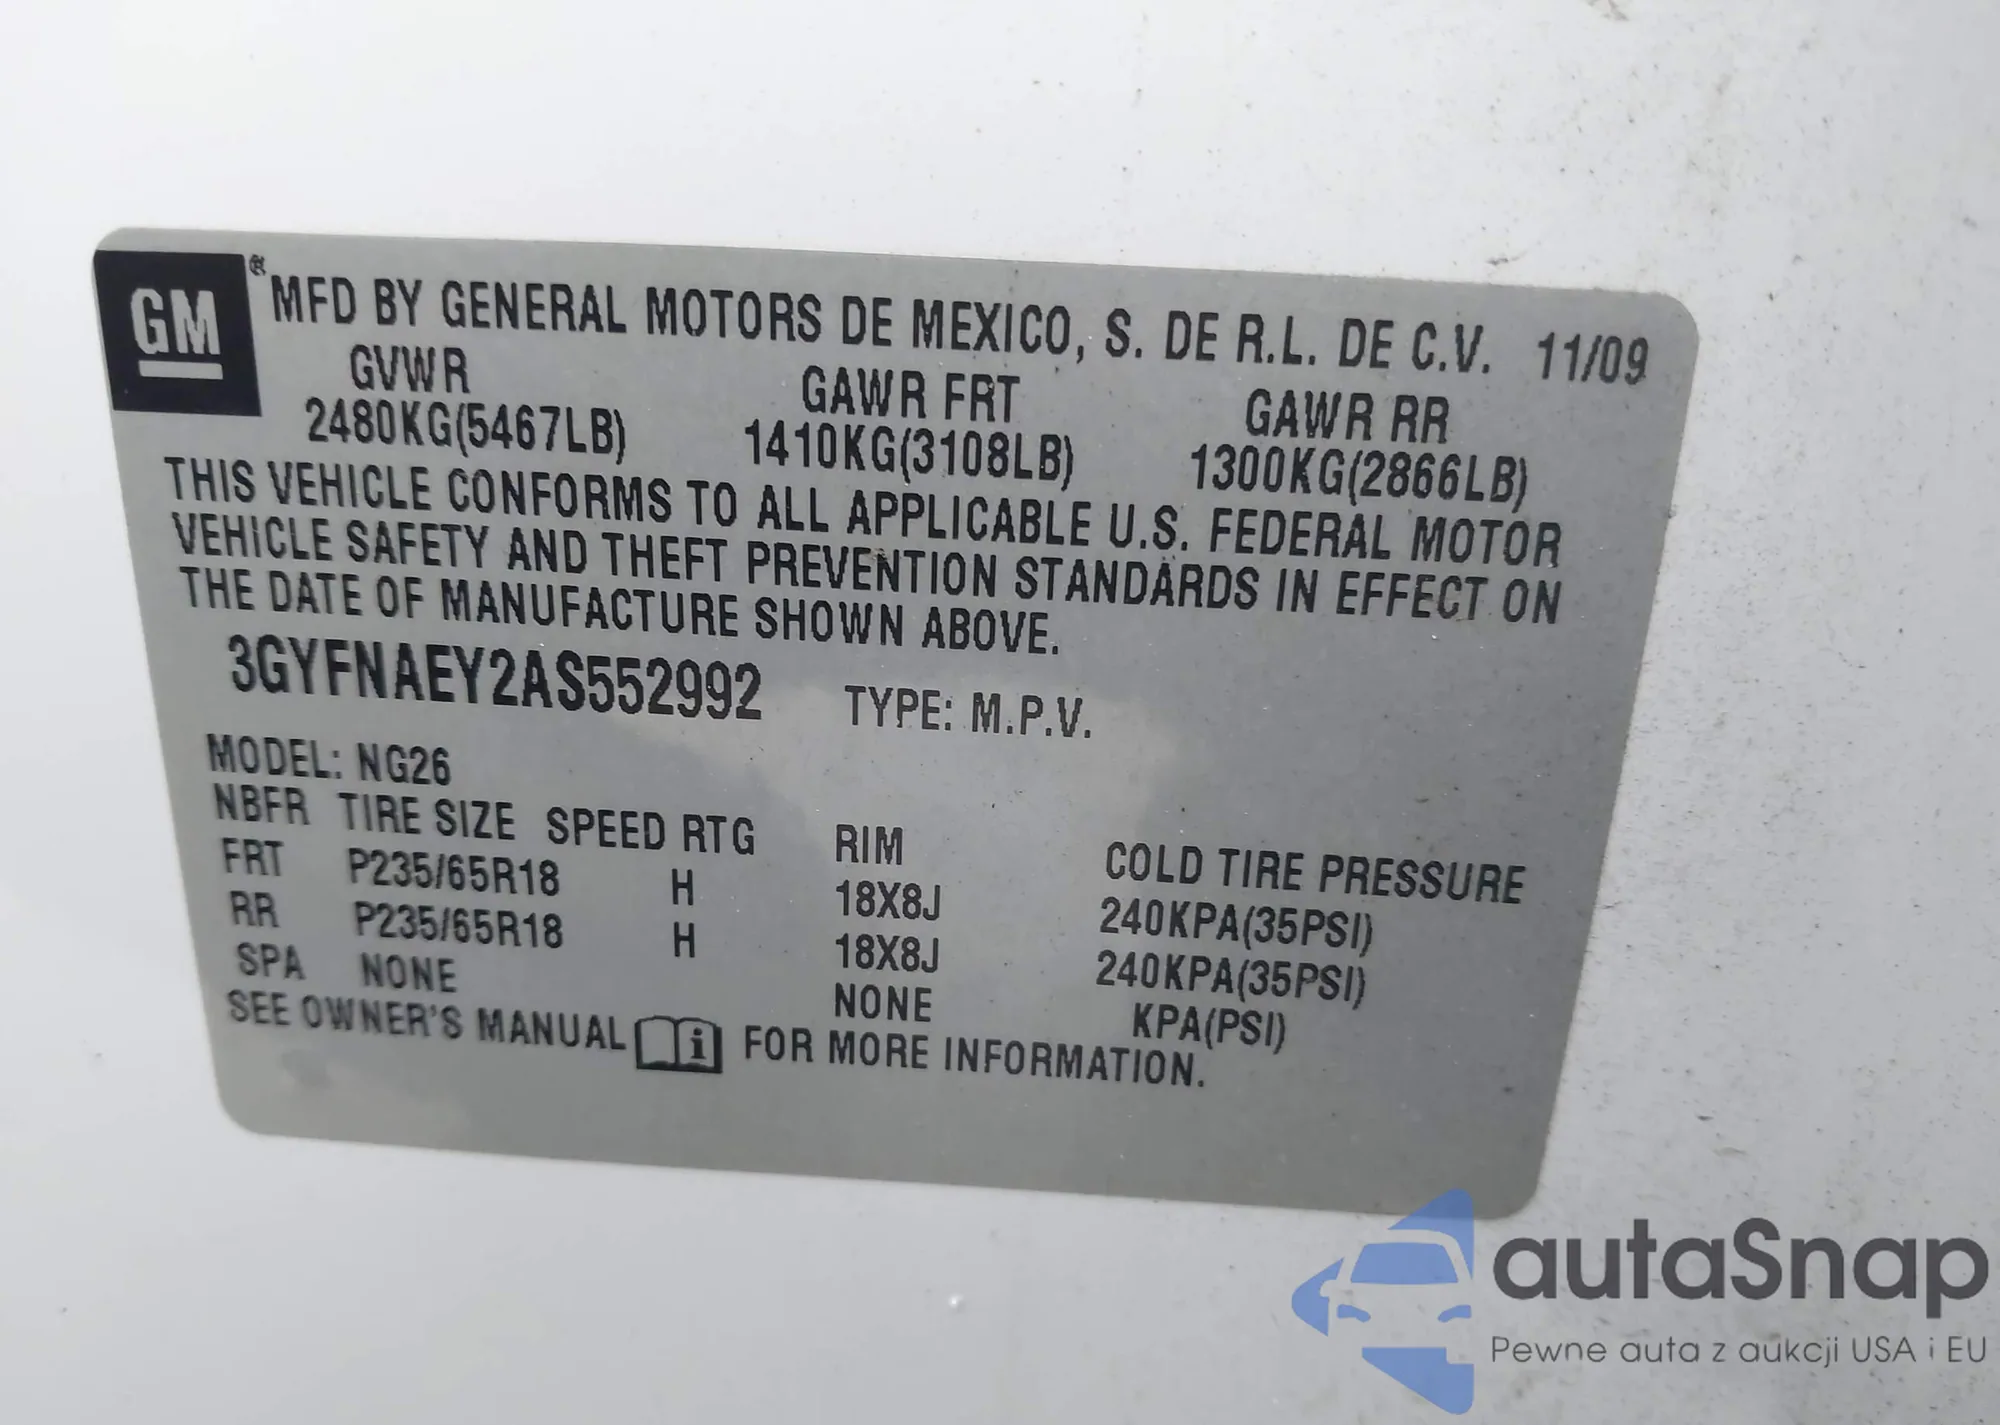 GM ® MFD BY GENERAL MOTORS DE MEXICO, S. DE R.L. DE C.V. 11/09
GVWR GAWR FRT GAWR RR
2480KG(5467LB) 1410KG(3108LB) 1300KG(2866LB)
THIS VEHICLE CONFORMS TO ALL APPLICABLE U.S. FEDERAL MOTOR
VEHICLE SAFETY AND THEFT PREVENTION STANDARDS IN EFFECT ON
THE DATE OF MANUFACTURE SHOWN ABOVE.
3GYFNAEY2AS552992 TYPE: M.P.V.
MODEL: NG26
NBFR TIRE SIZE SPEED RTG RIM COLD TIRE PRESSURE
FRT P235/65R18 H 18X8J 240KPA(35PSI)
RR P235/65R18 H 18X8J 240KPA(35PSI)
SPA NONE NONE KPA(PSI)
SEE OWNER'S MANUAL i FOR MORE INFORMATION.
autaSnap
Pewne auta z aukcji USA i EU